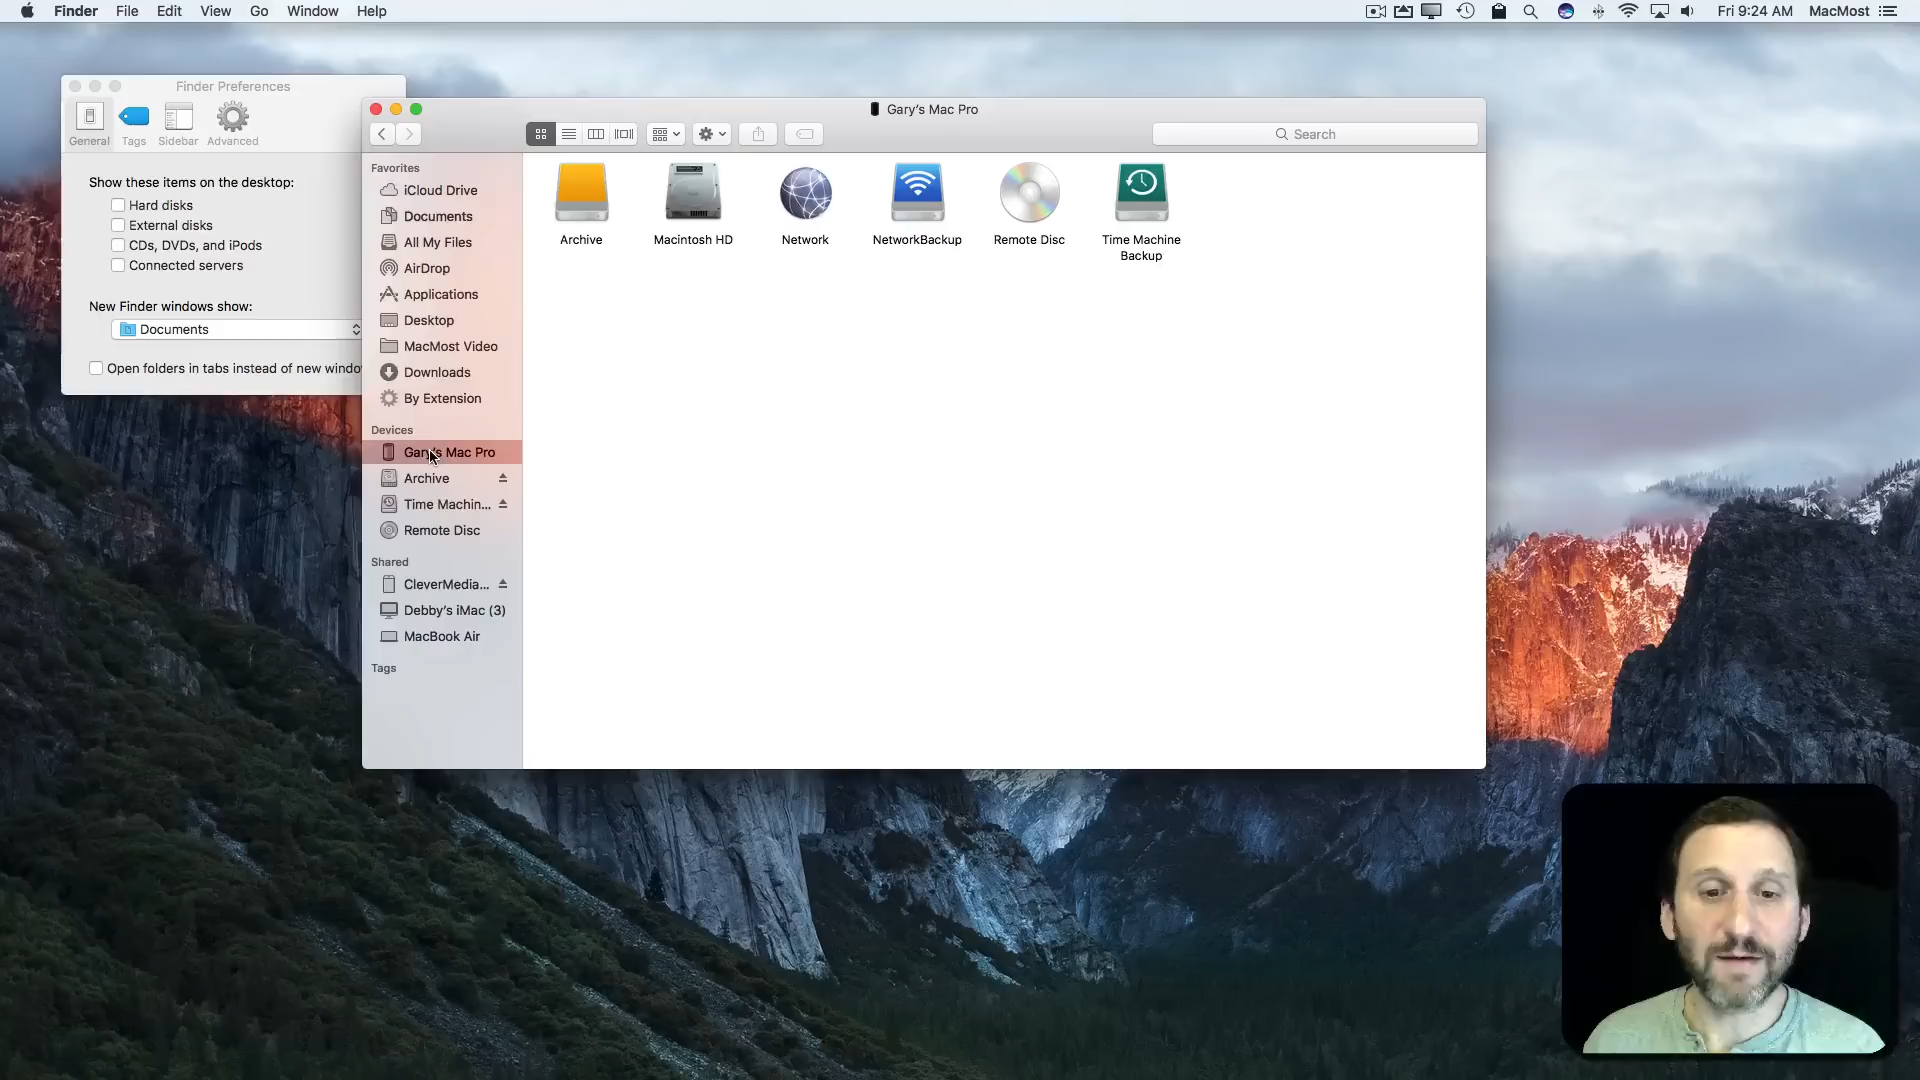 Finder File Edit View Go Window Help
Fri 9:24 AM MacMost
Finder Preferences
General Tags Sidebar Advanced
Show these items on the desktop:
Hard disks
External disks
CDs, DVDs, and iPods
Connected servers
New Finder windows show:
Documents
Open folders in tabs instead of new windo
Gary's Mac Pro
Search
Favorites
iCloud Drive
Documents
All My Files
AirDrop
Applications
Desktop
MacMost Video
Downloads
By Extension
Devices
Gary's Mac Pro
Archive
Time Machin...
Remote Disc
Shared
CleverMedia...
Debby's iMac (3)
MacBook Air
Tags
Archive
Macintosh HD
Network
NetworkBackup
Remote Disc
Time Machine
Backup